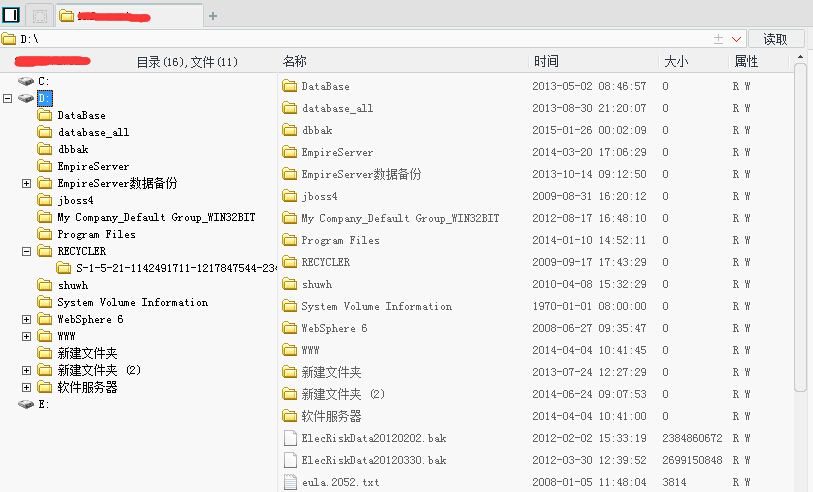 D:\
读取
目录(16),文件(11)
名称 时间 大小 属性
C:
D:
DataBase
database_all
dbbak
EmpireServer
EmpireServer数据备份
jboss4
My Company_Default Group_WIN32BIT
Program Files
RECYCLER
S-1-5-21-1142491711-1217847544-234
shuwh
System Volume Information
WebSphere 6
WWW
新建文件夹
新建文件夹 (2)
软件服务器
E:
DataBase 2013-05-02 08:46:57 0 R W
database_all 2013-08-30 21:20:07 0 R W
dbbak 2015-01-26 00:02:09 0 R W
EmpireServer 2014-03-20 17:06:29 0 R W
EmpireServer数据备份 2013-10-14 09:12:50 0 R W
jboss4 2009-08-31 16:20:12 0 R W
My Company_Default Group_WIN32BIT 2012-08-17 16:48:10 0 R W
Program Files 2014-01-10 14:52:11 0 R W
RECYCLER 2009-09-17 17:43:29 0 R W
shuwh 2010-04-08 15:32:29 0 R W
System Volume Information 1970-01-01 08:00:00 0 R W
WebSphere 6 2008-06-27 09:35:47 0 R W
WWW 2014-04-04 10:41:45 0 R W
新建文件夹 2013-07-24 12:27:29 0 R W
新建文件夹 (2) 2014-06-24 09:07:53 0 R W
软件服务器 2014-04-04 10:41:00 0 R W
ElecRiskData20120202.bak 2012-02-02 15:33:19 2384860672 R W
ElecRiskData20120330.bak 2012-03-30 12:39:52 2699150848 R W
eula.2052.txt 2008-01-05 11:48:04 3814 R W